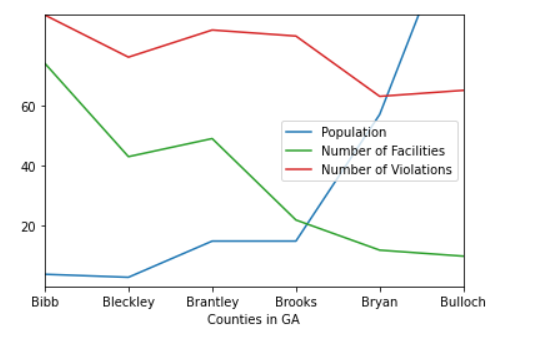 60
40
20
Population
Number of Facilities
Number of Violations
Bibb Bleckley Brantley Brooks Bryan Bulloch
Counties in GA